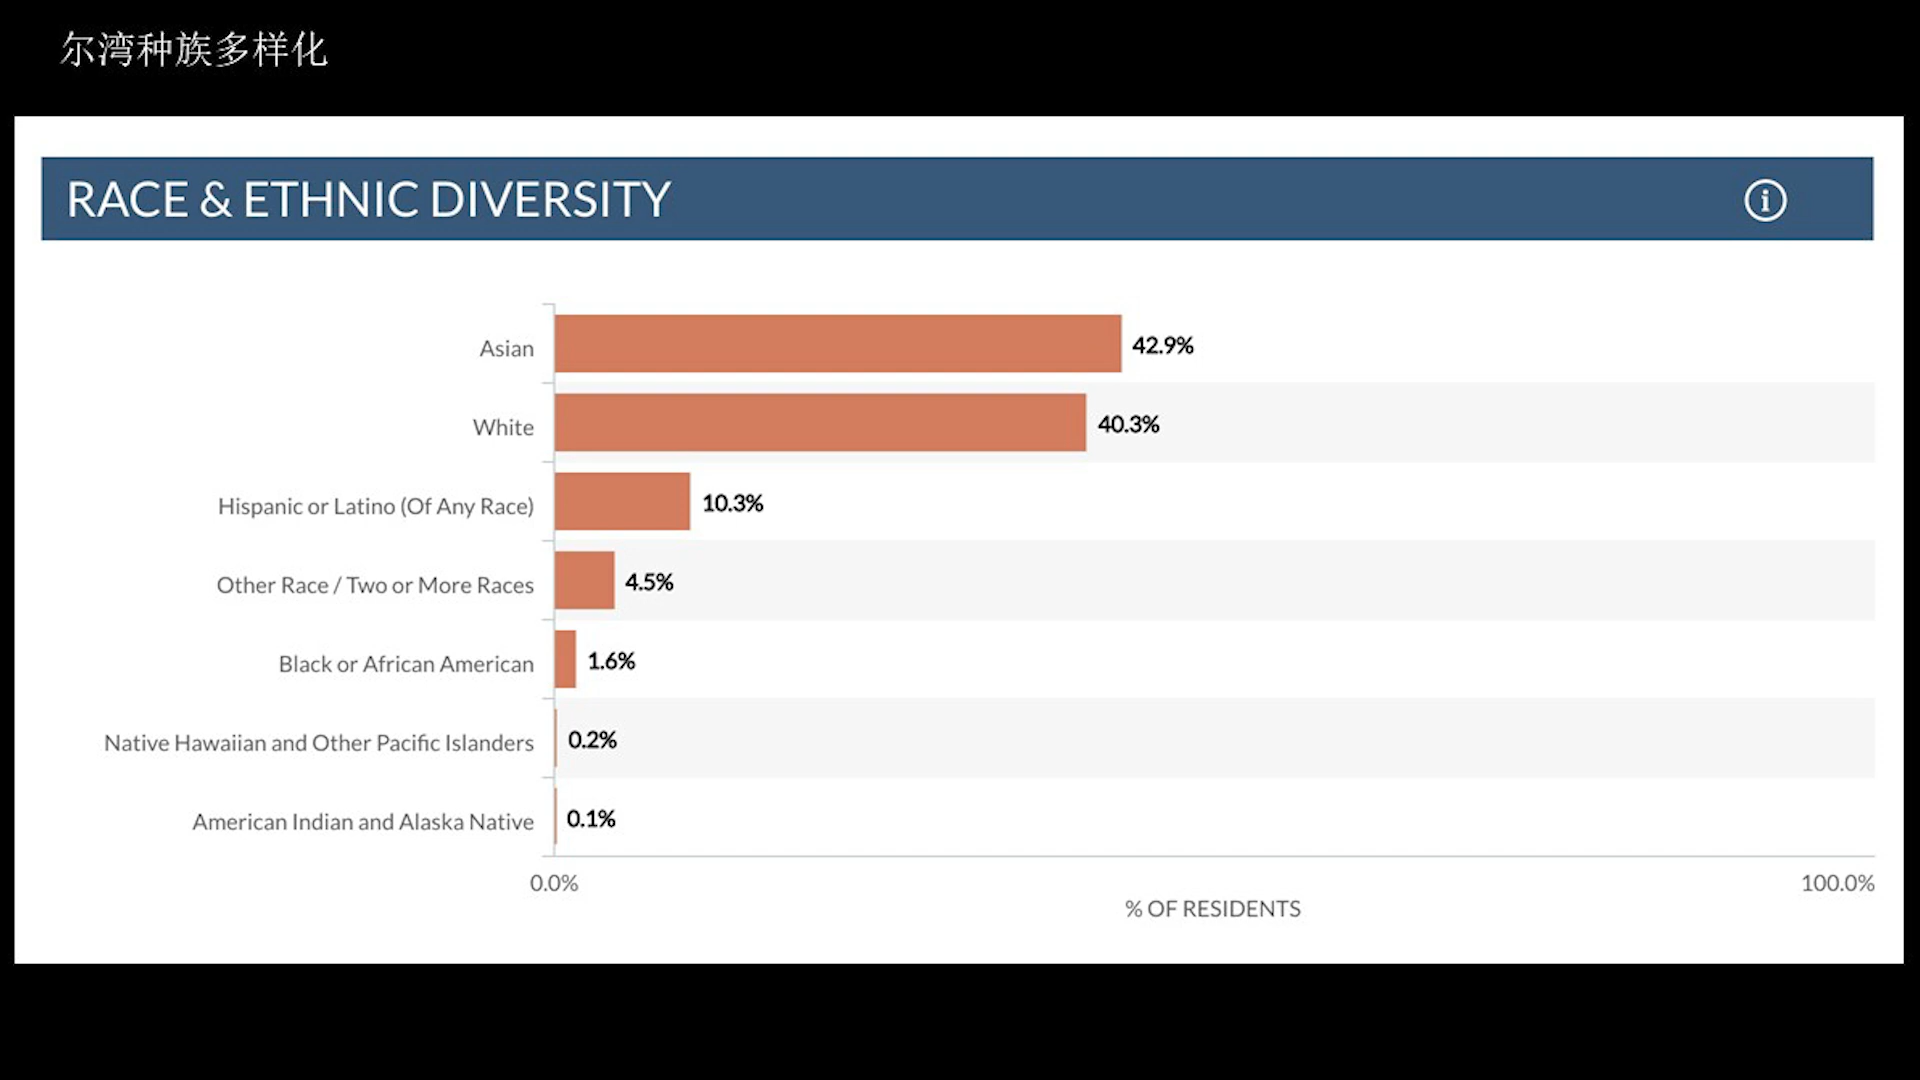 尔湾种族多样化
RACE & ETHNIC DIVERSITY
Asian 42.9%
White 40.3%
Hispanic or Latino (Of Any Race) 10.3%
Other Race / Two or More Races 4.5%
Black or African American 1.6%
Native Hawaiian and Other Pacific Islanders 0.2%
American Indian and Alaska Native 0.1%
0.0% 100.0%
% OF RESIDENTS